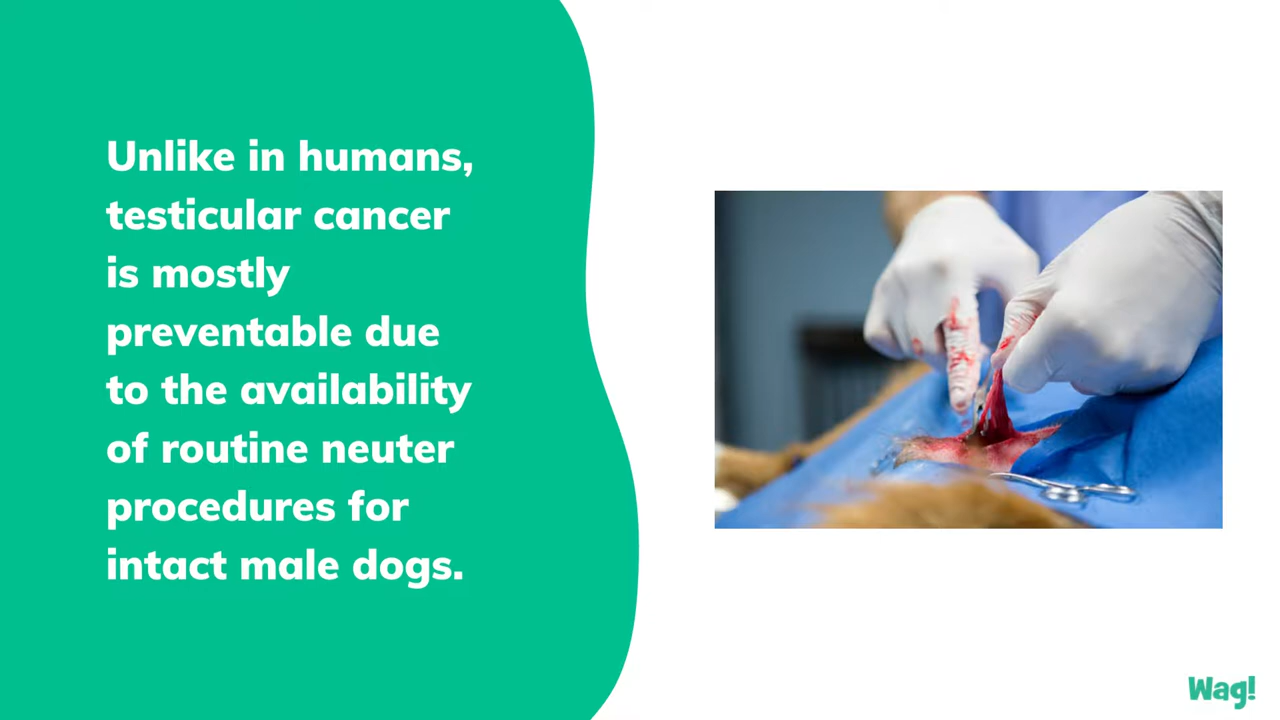 Unlike in humans,
testicular cancer
is mostly
preventable due
to the availability
of routine neuter
procedures for
intact male dogs.
Wag!